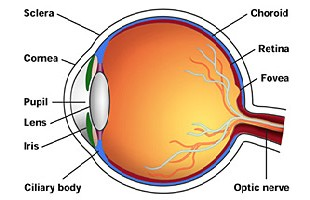 Sclera
Cornea
Pupil
Lens
Iris
Ciliary body
Choroid
Retina
Fovea
Optic nerve